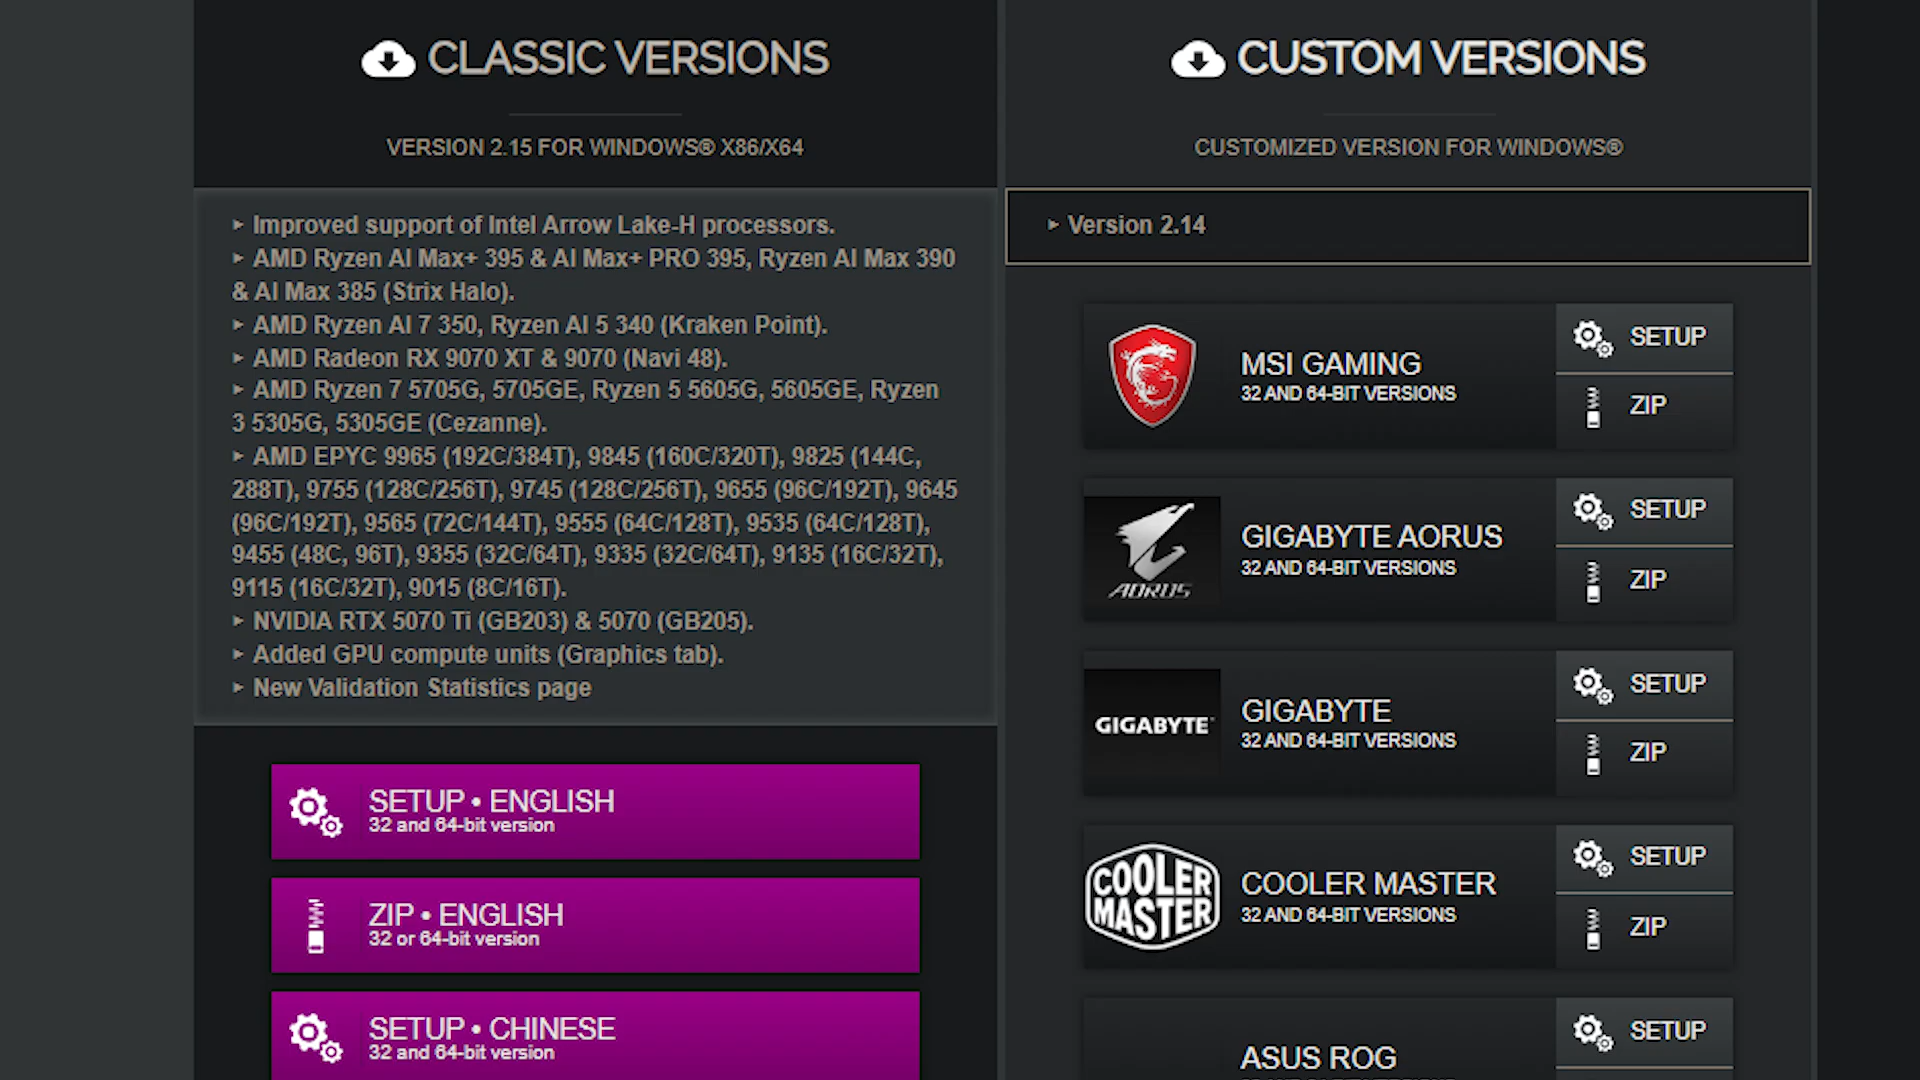 CLASSIC VERSIONS
VERSION 2.15 FOR WINDOWS® X86/X64
▸ Improved support of Intel Arrow Lake-H processors.
▸ AMD Ryzen AI Max+ 395 & AI Max+ PRO 395, Ryzen AI Max 390
& AI Max 385 (Strix Halo).
▸ AMD Ryzen AI 7 350, Ryzen AI 5 340 (Kraken Point).
▸ AMD Radeon RX 9070 XT & 9070 (Navi 48).
▸ AMD Ryzen 7 5705G, 5705GE, Ryzen 5 5605G, 5605GE, Ryzen
3 5305G, 5305GE (Cezanne).
▸ AMD EPYC 9965 (192C/384T), 9845 (160C/320T), 9825 (144C,
288T), 9755 (128C/256T), 9745 (128C/256T), 9655 (96C/192T), 9645
(96C/192T), 9565 (72C/144T), 9555 (64C/128T), 9535 (64C/128T),
9455 (48C, 96T), 9355 (32C/64T), 9335 (32C/64T), 9135 (16C/32T),
9115 (16C/32T), 9015 (8C/16T).
▸ NVIDIA RTX 5070 Ti (GB203) & 5070 (GB205).
▸ Added GPU compute units (Graphics tab).
▸ New Validation Statistics page
SETUP • ENGLISH
32 and 64-bit version
ZIP • ENGLISH
32 or 64-bit version
SETUP • CHINESE
32 and 64-bit version
CUSTOM VERSIONS
CUSTOMIZED VERSION FOR WINDOWS®
▸ Version 2.14
MSI GAMING
32 AND 64-BIT VERSIONS
SETUP
ZIP
AORUS
GIGABYTE AORUS
32 AND 64-BIT VERSIONS
SETUP
ZIP
GIGABYTE
GIGABYTE
32 AND 64-BIT VERSIONS
SETUP
ZIP
COOLER
MASTER
COOLER MASTER
32 AND 64-BIT VERSIONS
SETUP
ZIP
ASUS ROG
SETUP